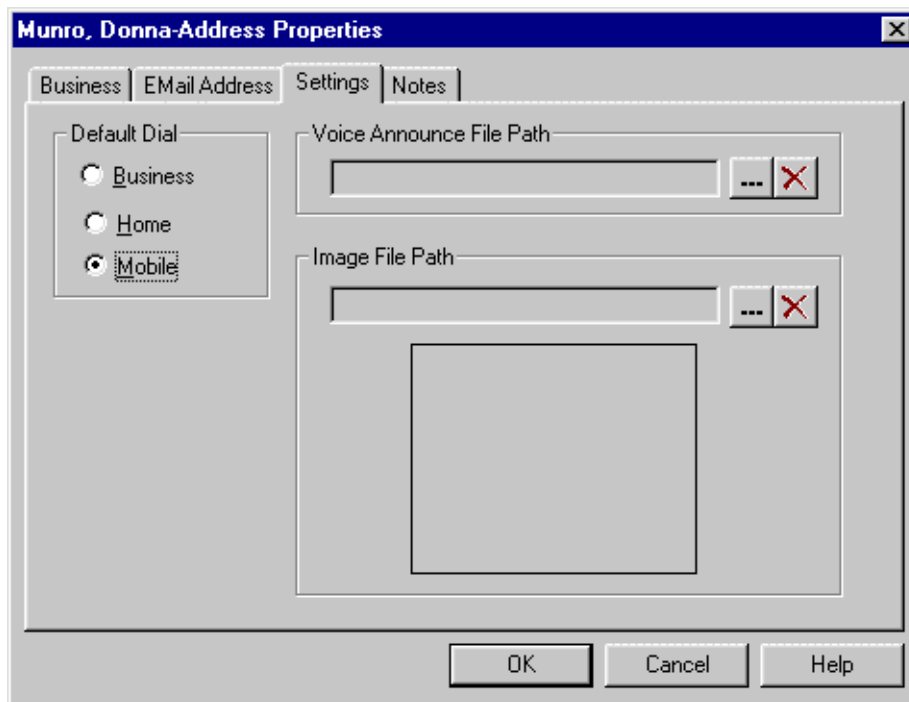 Munro, Donna-Address Properties
Business EMail Address Settings Notes
Default Dial
Business
Home
Mobile
Voice Announce File Path
...
Image File Path
...
OK Cancel Help